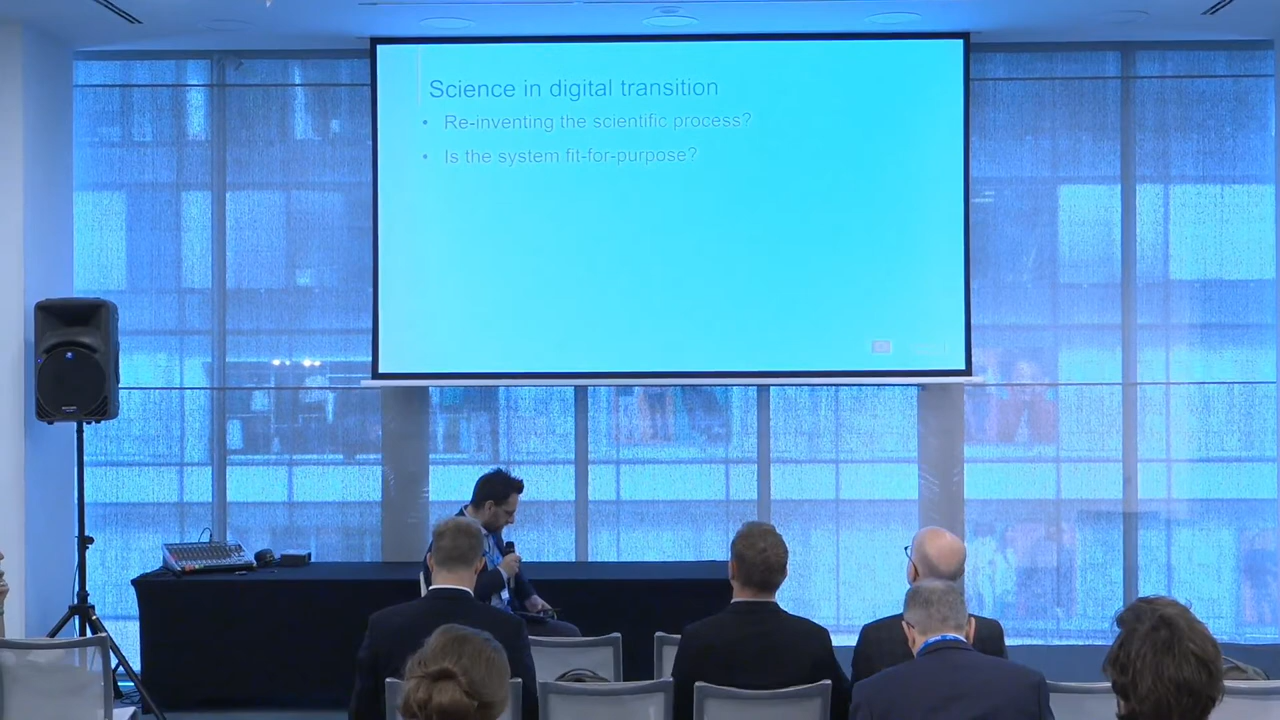 Science in digital transition
• Re-inventing the scientific process?
• Is the system fit-for-purpose?